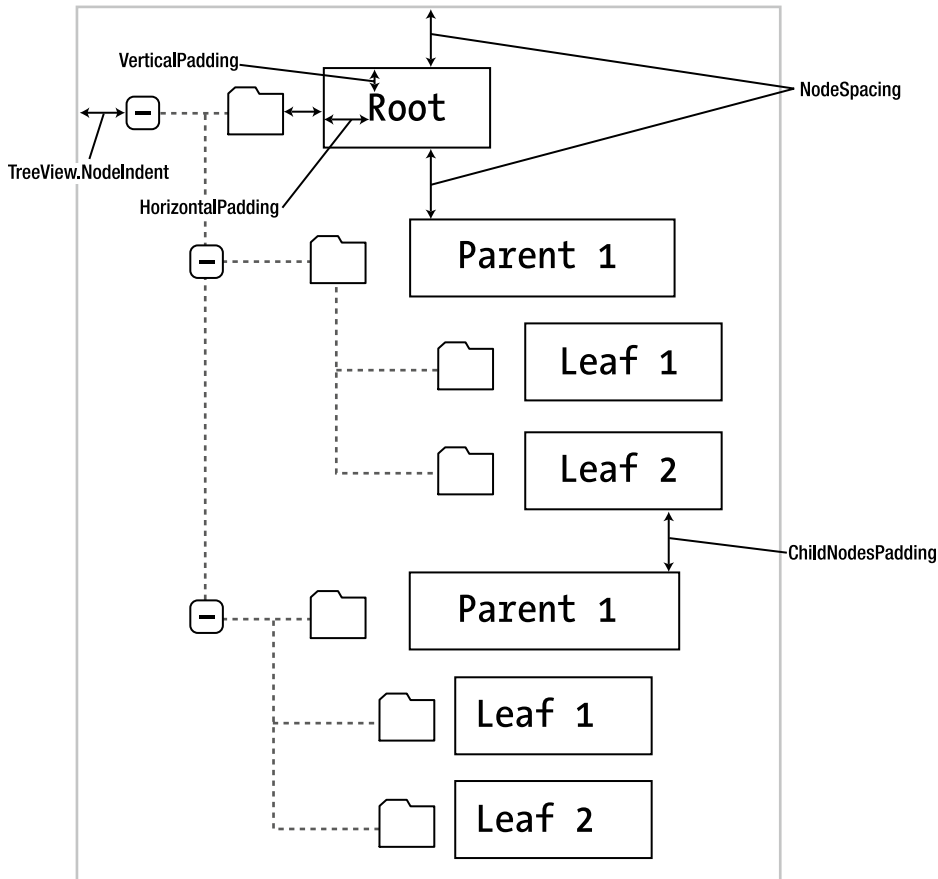 VerticalPadding
Root
NodeSpacing
TreeView.NodeIndent
HorizontalPadding
Parent 1
Leaf 1
Leaf 2
ChildNodesPadding
Parent 1
Leaf 1
Leaf 2